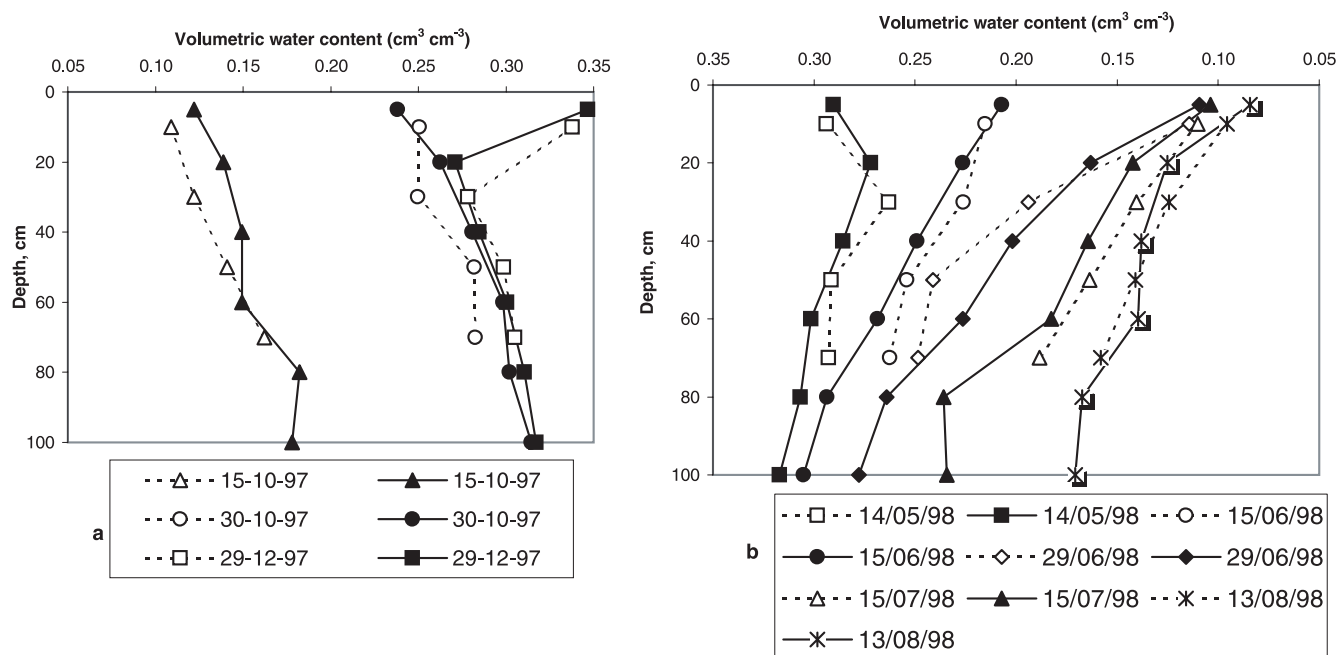 Volumetric water content (cm³ cm⁻³)
0.05 0.10 0.15 0.20 0.25 0.30 0.35
0
20
40
60
80
100
Depth, cm
15-10-97 15-10-97
30-10-97 30-10-97
29-12-97 29-12-97
a
Volumetric water content (cm³ cm⁻³)
0.35 0.30 0.25 0.20 0.15 0.10 0.05
0
20
40
60
80
100
Depth, cm
14/05/98 14/05/98 15/06/98
15/06/98 29/06/98 29/06/98
15/07/98 15/07/98 13/08/98
13/08/98
b